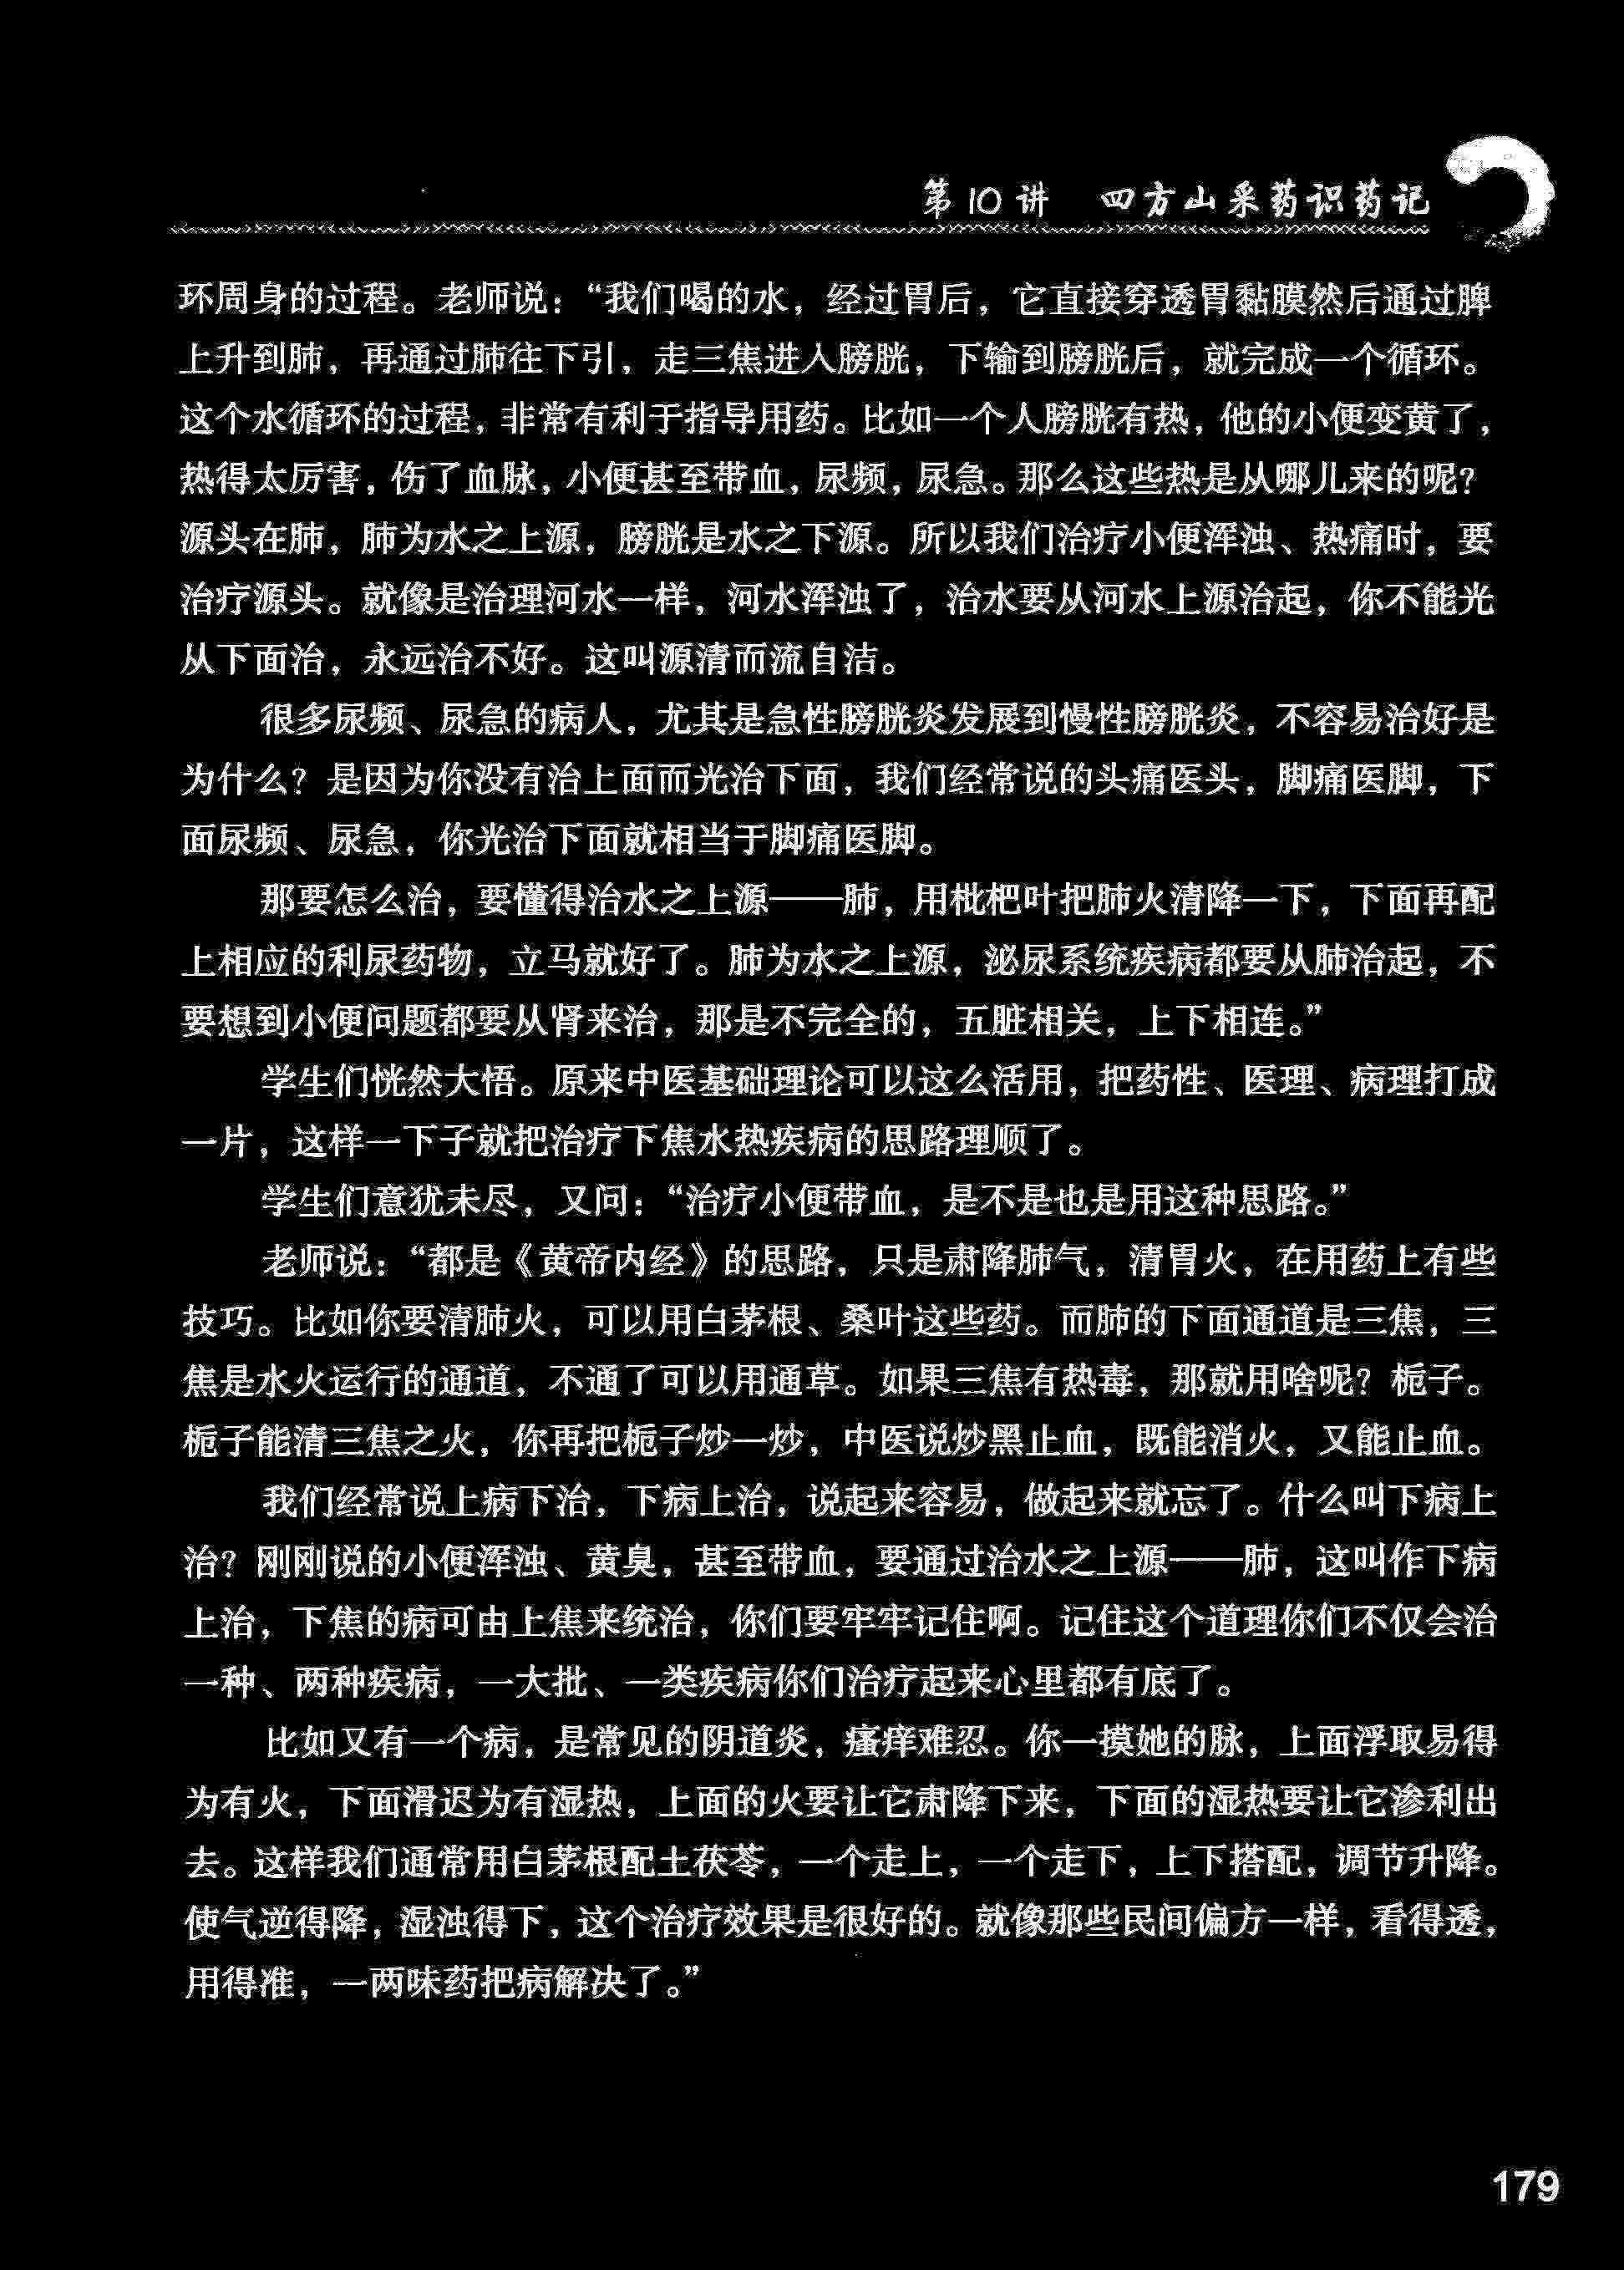 第10讲 四方山采药识药记
环周身的过程。老师说：“我们喝的水，经过胃后，它直接穿透胃黏膜然后通过脾
上升到肺，再通过肺往下引，走三焦进入膀胱，下输到膀胱后，就完成一个循环。
这个水循环的过程，非常有利于指导用药。比如一个人膀胱有热，他的小便变黄了，
热得太厉害，伤了血脉，小便甚至带血，尿频，尿急。那么这些热是从哪儿来的呢？
源头在肺，肺为水之上源，膀胱是水之下源。所以我们治疗小便浑浊、热痛时，要
治疗源头。就像是治理河水一样，河水浑浊了，治水要从河水上源治起，你不能光
从下面治，永远治不好。这叫源清而流自洁。
很多尿频、尿急的病人，尤其是急性膀胱炎发展到慢性膀胱炎，不容易治好是
为什么？是因为你没有治上面而光治下面，我们经常说的头痛医头，脚痛医脚，下
面尿频、尿急，你光治下面就相当于脚痛医脚。
那要怎么治，要懂得治水之上源——肺，用枇杷叶把肺火清降一下，下面再配
上相应的利尿药物，立马就好了。肺为水之上源，泌尿系统疾病都要从肺治起，不
要想到小便问题都要从肾来治，那是不完全的，五脏相关，上下相连。”
学生们恍然大悟。原来中医基础理论可以这么活用，把药性、医理、病理打成
一片，这样一下子就把治疗下焦水热疾病的思路理顺了。
学生们意犹未尽，又问：“治疗小便带血，是不是也是用这种思路。”
老师说：“都是《黄帝内经》的思路，只是肃降肺气，清胃火，在用药上有些
技巧。比如你要清肺火，可以用白茅根、桑叶这些药。而肺的下面通道是三焦，三
焦是水火运行的通道，不通了可以用通草。如果三焦有热毒，那就用啥呢？栀子。
栀子能清三焦之火，你再把栀子炒一炒，中医说炒黑止血，既能消火，又能止血。
我们经常说上病下治，下病上治，说起来容易，做起来就忘了。什么叫下病上
治？刚刚说的小便浑浊、黄臭，甚至带血，要通过治水之上源——肺，这叫作下病
上治，下焦的病可由上焦来统治，你们要牢牢记住啊。记住这个道理你们不仅会治
一种、两种疾病，一大批、一类疾病你们治疗起来心里都有底了。
比如又有一个病，是常见的阴道炎，瘙痒难忍。你一摸她的脉，上面浮取易得
为有火，下面滑迟为有湿热，上面的火要让它肃降下来，下面的湿热要让它渗利出
去。这样我们通常用白茅根配土茯苓，一个走上，一个走下，上下搭配，调节升降。
使气逆得降，湿浊得下，这个治疗效果是很好的。就像那些民间偏方一样，看得透，
用得准，一两味药把病解决了。”
179